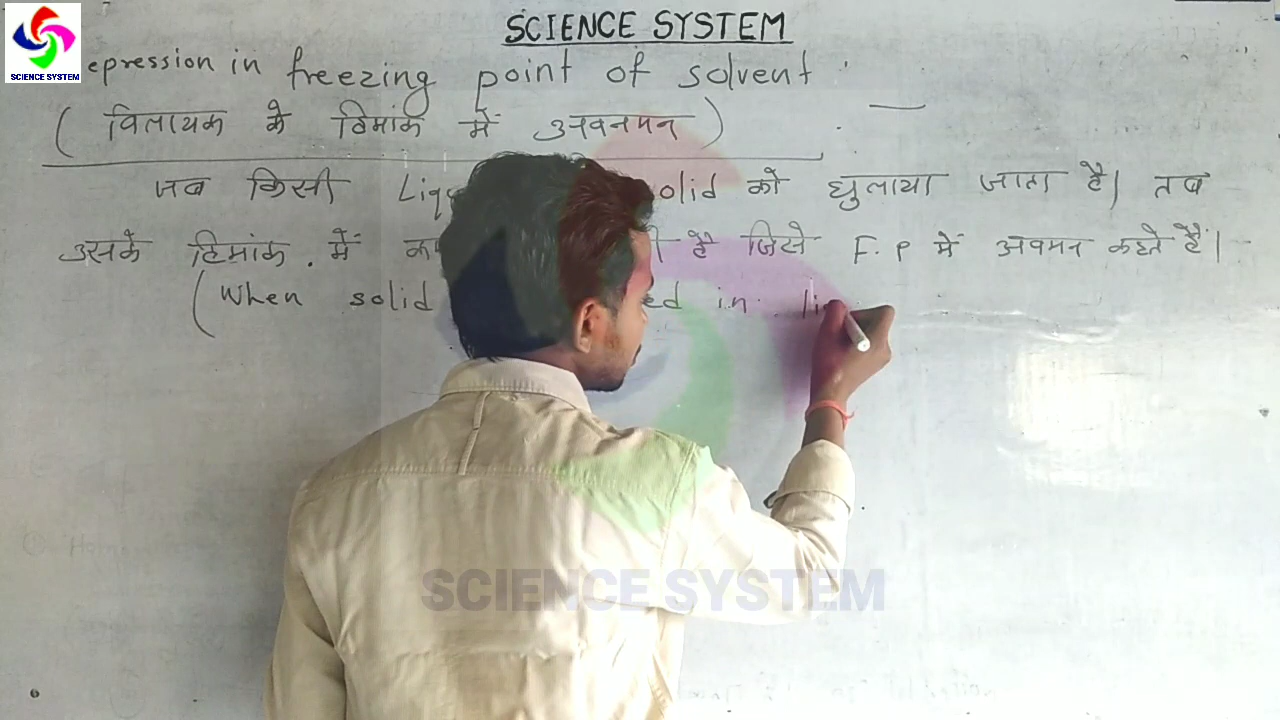 SCIENCE SYSTEM
SCIENCE SYSTEM
epression in freezing point of solvent
( विलायक के हिमांक में अवनमन )
जब किसी Liqu olid को घुलाया जाता है। तब
उसके हिमांक में है जिसे F.P में अवमन कहते हैं।
(When solid ed in li
SCIENCE SYSTEM